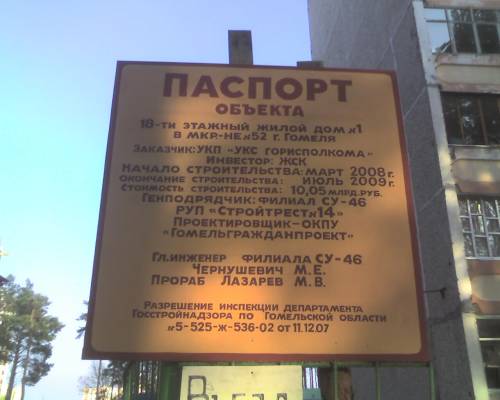 ПАСПОРТ
ОБЪЕКТА
18-ТИ ЭТАЖНЫЙ ЖИЛОЙ ДОМ №1
В МКР-НЕ №52 г. ГОМЕЛЯ
ЗАКАЗЧИК: УКП "УКС ГОРИСПОЛКОМА"
ИНВЕСТОР: ЖСК
НАЧАЛО СТРОИТЕЛЬСТВА: МАРТ 2008г.
ОКОНЧАНИЕ СТРОИТЕЛЬСТВА: ИЮЛЬ 2009г.
СТОИМОСТЬ СТРОИТЕЛЬСТВА: 10,05 МЛРД.РУБ.
ГЕНПОДРЯДЧИК: ФИЛИАЛ СУ-46
РУП "СТРОЙТРЕСТ №14"
ПРОЕКТИРОВЩИК-ОКПУ
"ГОМЕЛЬГРАЖДАНПРОЕКТ"
ГЛ.ИНЖЕНЕР ФИЛИАЛА СУ-46
ЧЕРНУШЕВИЧ М.Е.
ПРОРАБ ЛАЗАРЕВ М.В.
РАЗРЕШЕНИЕ ИНСПЕКЦИИ ДЕПАРТАМЕНТА
ГОССТРОЙНАДЗОРА ПО ГОМЕЛЬСКОЙ ОБЛАСТИ
№5-525-Ж-536-02 от 11.12.07